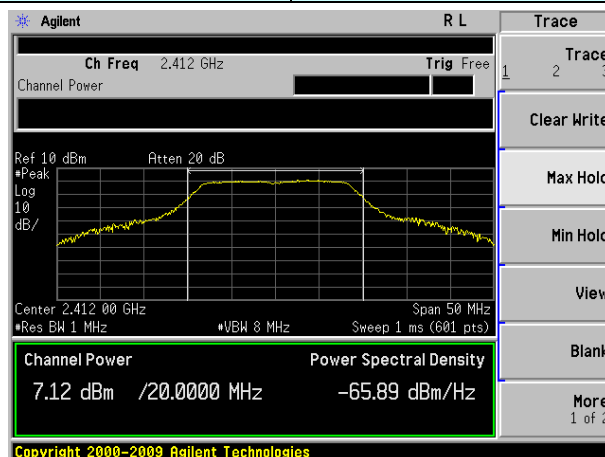 Agilent R L Trace
Ch Freq 2.412 GHz Trig Free
Channel Power
Trace
1 2 3
Clear Write
Max Hold
Min Hold
View
Blank
More
1 of 2
Ref 10 dBm Atten 20 dB
#Peak
Log
10
dB/
Center 2.412 00 GHz Span 50 MHz
#Res BW 1 MHz #VBW 8 MHz Sweep 1 ms (601 pts)
Channel Power Power Spectral Density
7.12 dBm /20.0000 MHz -65.89 dBm/Hz
Copyright 2000-2009 Agilent Technologies